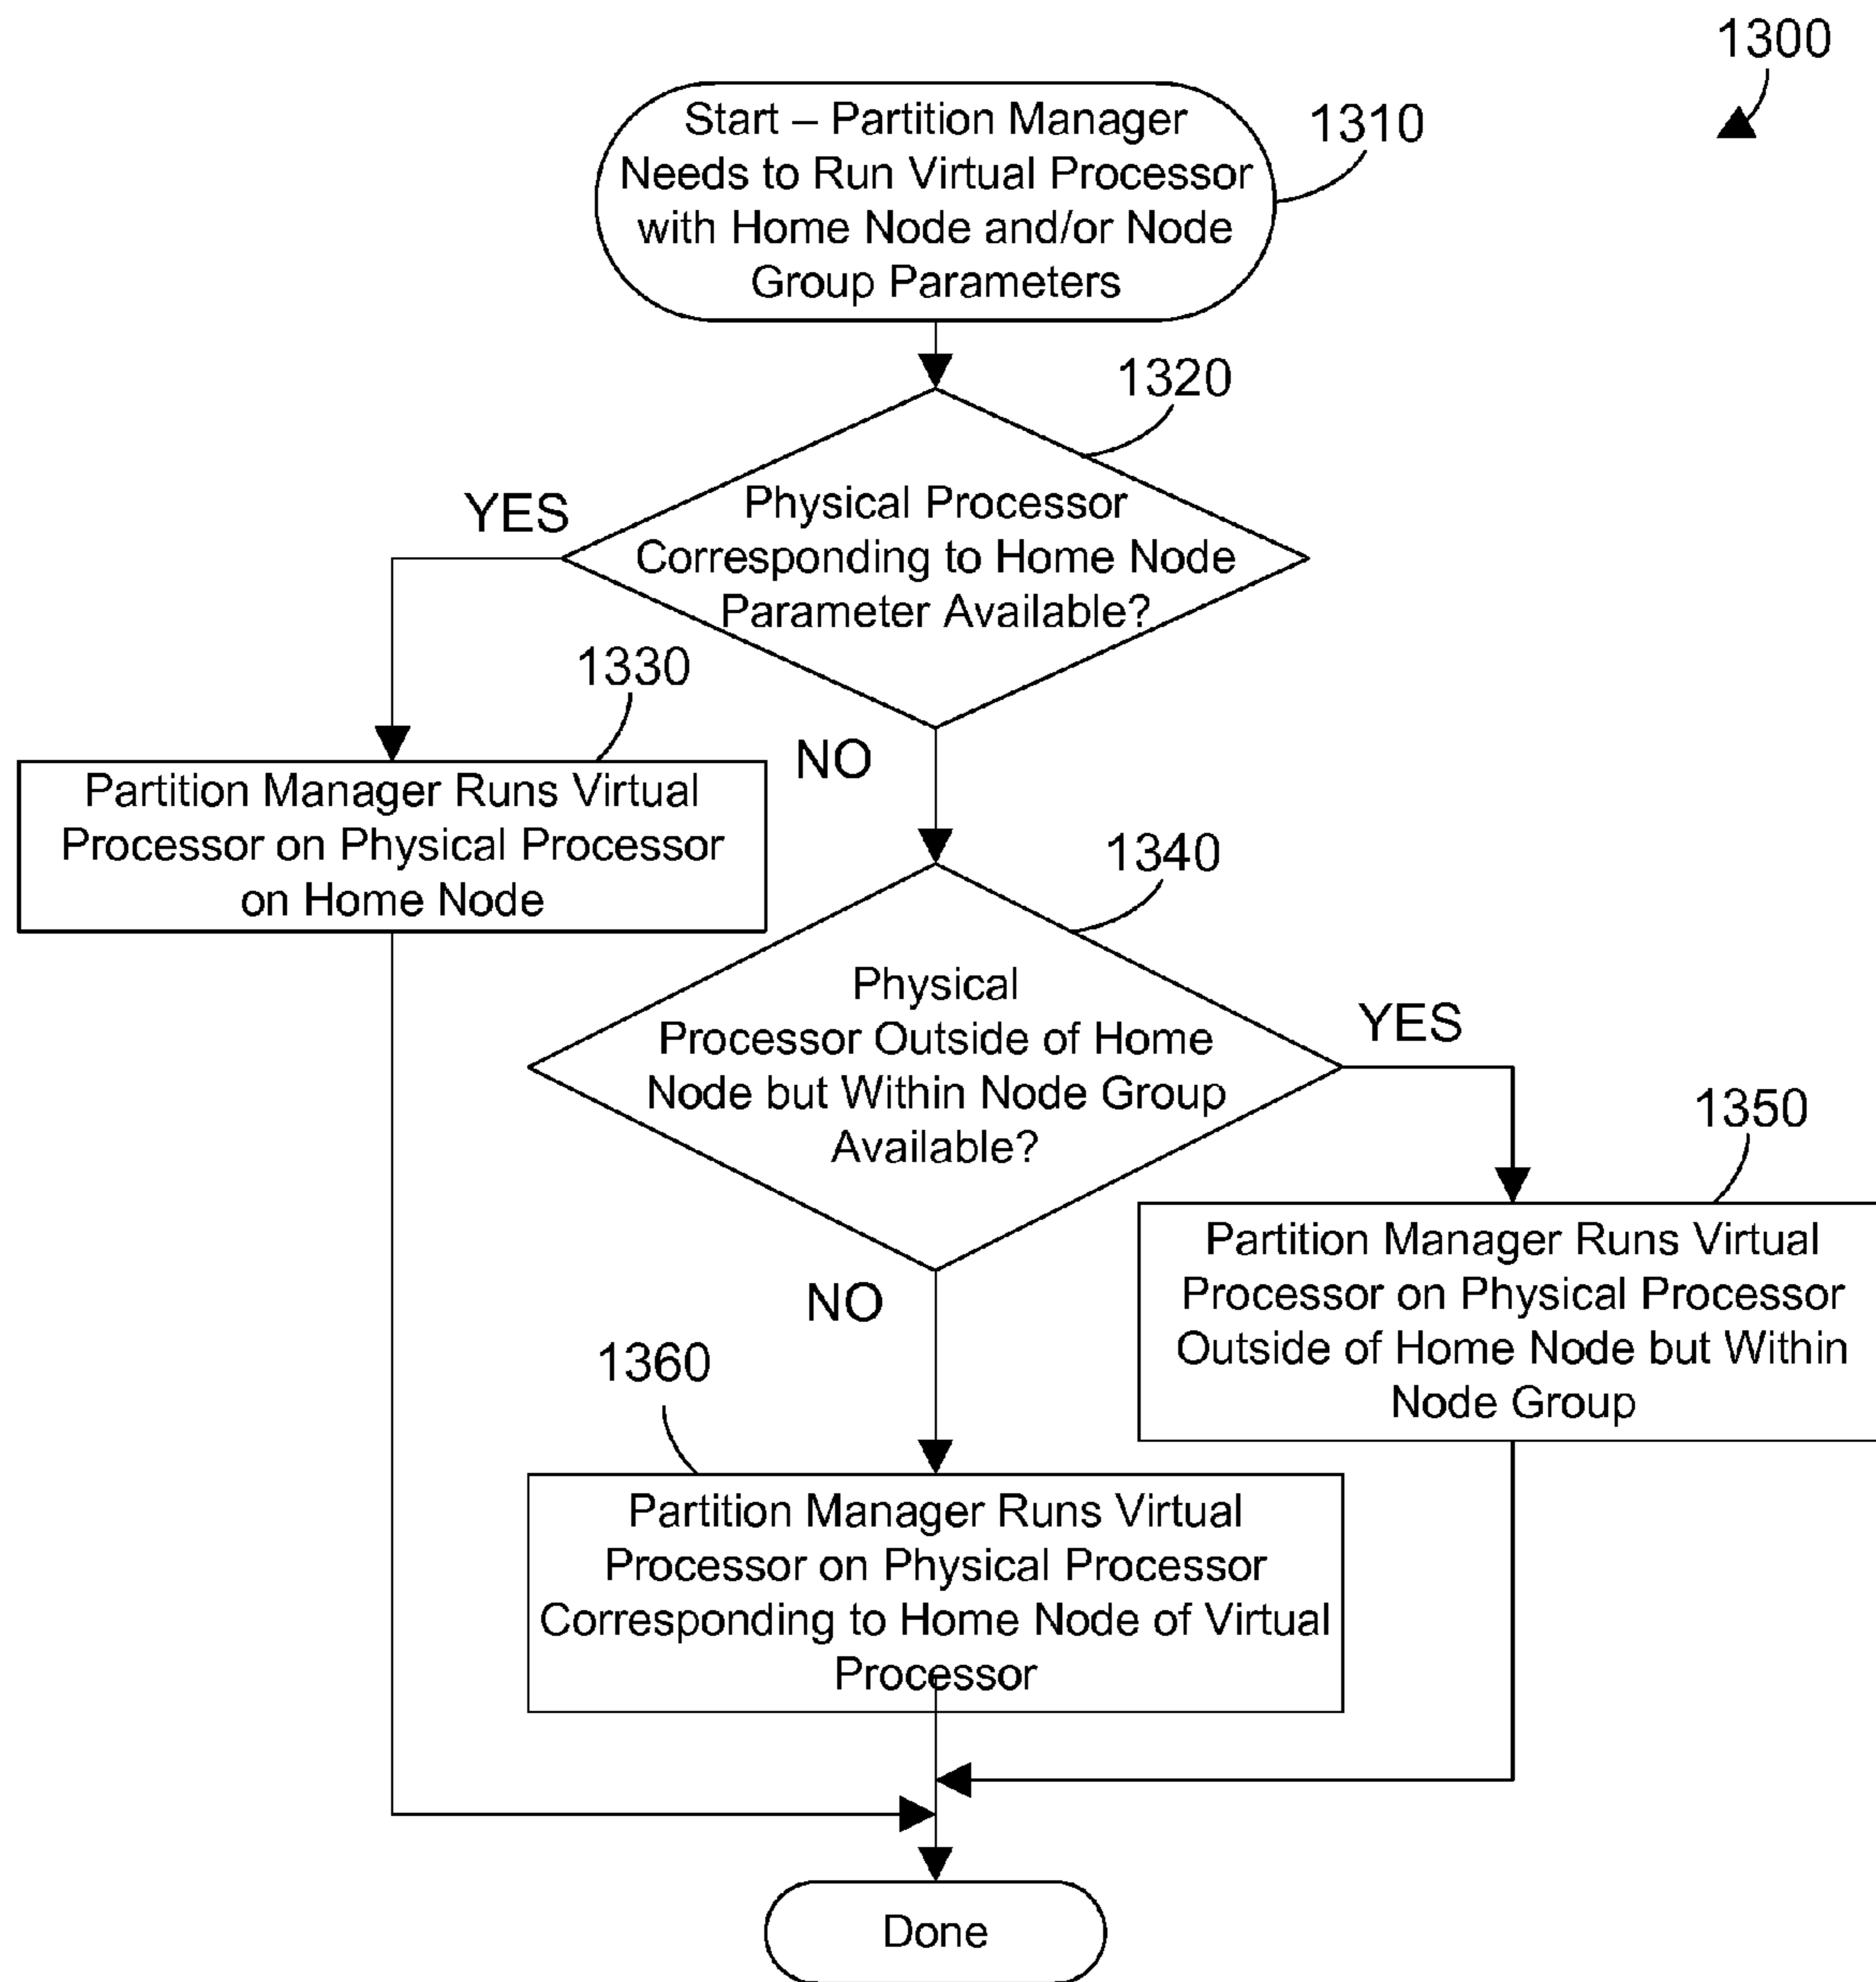 1300
Start – Partition Manager
Needs to Run Virtual Processor
with Home Node and/or Node
Group Parameters
1310
1320
Physical Processor
Corresponding to Home Node
Parameter Available?
YES
NO
1330
Partition Manager Runs Virtual
Processor on Physical Processor
on Home Node
1340
Physical
Processor Outside of Home
Node but Within Node Group
Available?
YES
NO
1350
Partition Manager Runs Virtual
Processor on Physical Processor
Outside of Home Node but Within
Node Group
1360
Partition Manager Runs Virtual
Processor on Physical Processor
Corresponding to Home Node of Virtual
Processor
Done